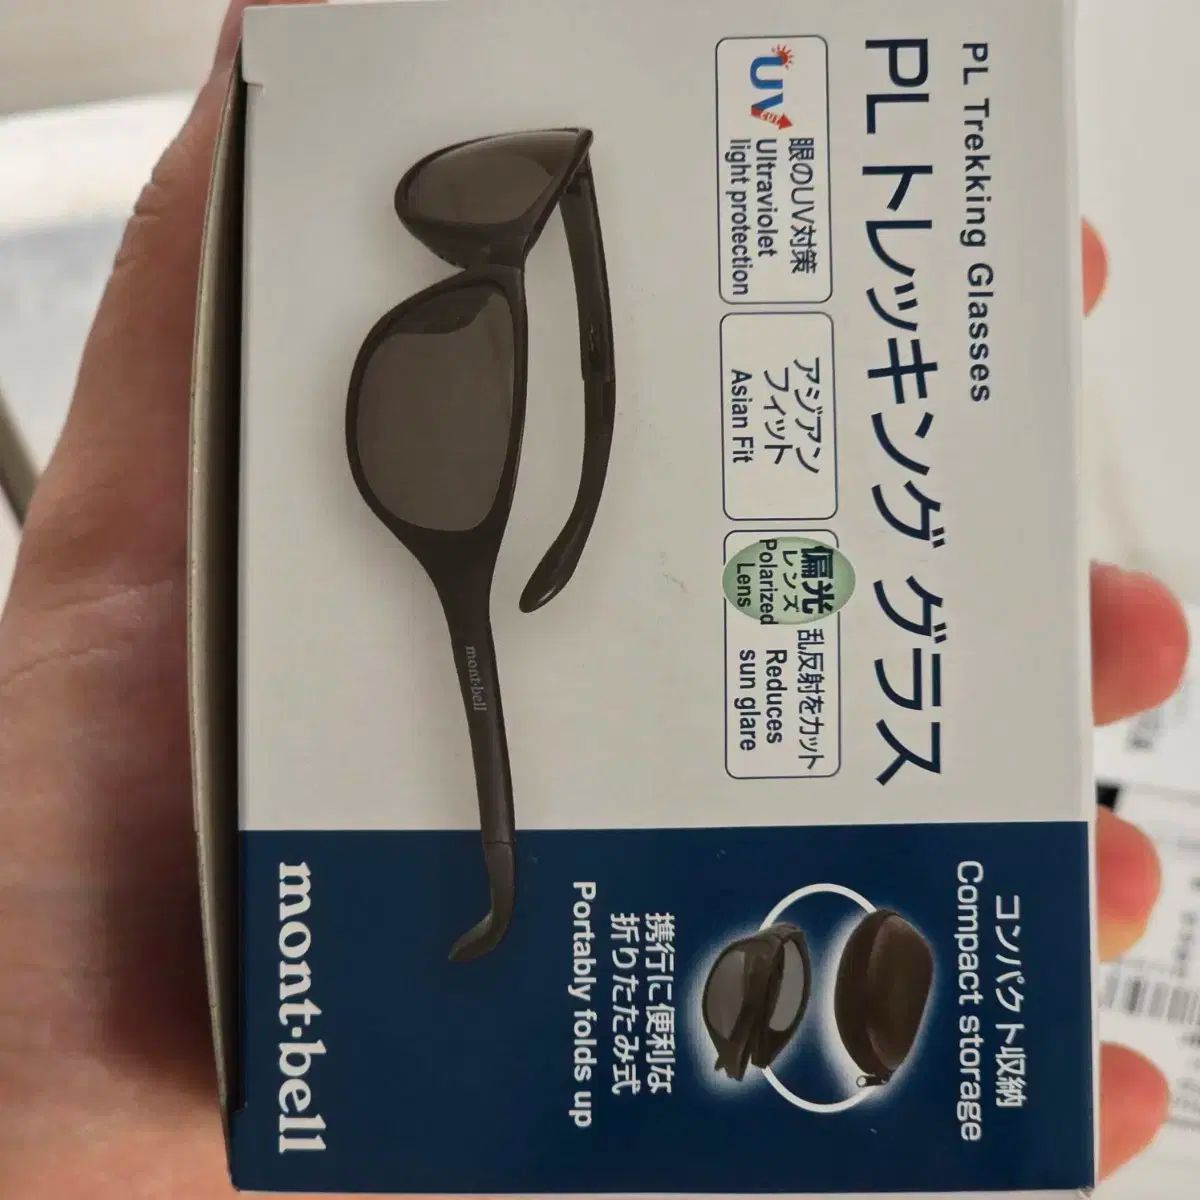 PL Trekking Glasses
PL トレッキング グラス
UV
CUT
眼のUV対策
Ultraviolet
light protection
アジアン
フィット
Asian Fit
偏光
レンズ
Polarized
Lens
乱反射をカット
Reduces
sun glare
mont·bell
コンパクト収納
Compact storage
携行に便利な
折りたたみ式
Portably folds up
mont·bell